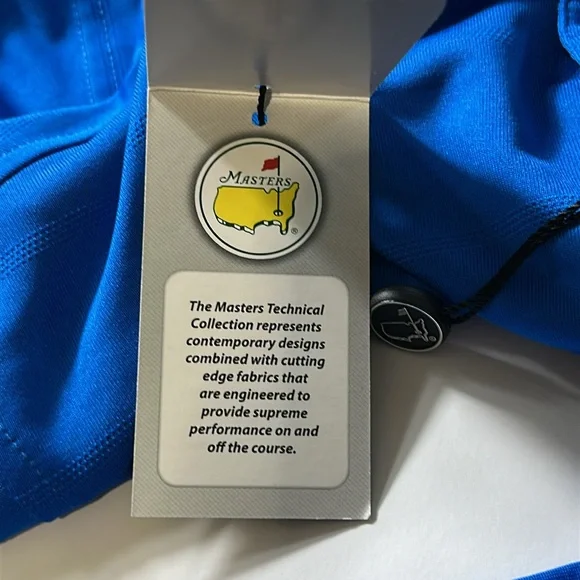 MASTERS
®
The Masters Technical
Collection represents
contemporary designs
combined with cutting
edge fabrics that
are engineered to
provide supreme
performance on and
off the course.